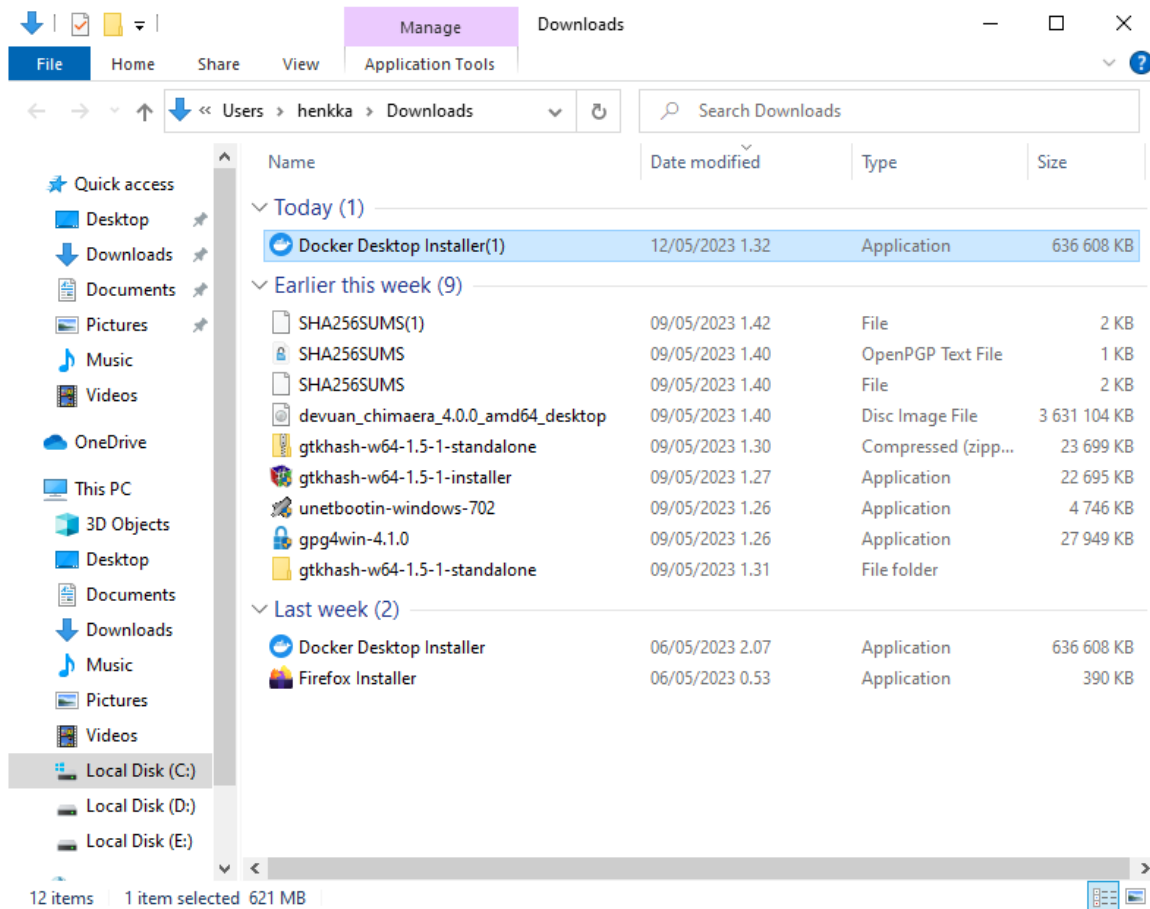 Manage Downloads
File Home Share View Application Tools ?
« Users > henkka > Downloads Search Downloads
Name Date modified Type Size
Quick access
Desktop
Downloads
Documents
Pictures
Music
Videos
OneDrive
This PC
3D Objects
Desktop
Documents
Downloads
Music
Pictures
Videos
Local Disk (C:)
Local Disk (D:)
Local Disk (E:)
Today (1)
Docker Desktop Installer(1) 12/05/2023 1.32 Application 636 608 KB
Earlier this week (9)
SHA256SUMS(1) 09/05/2023 1.42 File 2 KB
SHA256SUMS 09/05/2023 1.40 OpenPGP Text File 1 KB
SHA256SUMS 09/05/2023 1.40 File 2 KB
devuan_chimaera_4.0.0_amd64_desktop 09/05/2023 1.40 Disc Image File 3 631 104 KB
gtkhash-w64-1.5-1-standalone 09/05/2023 1.30 Compressed (zipp... 23 699 KB
gtkhash-w64-1.5-1-installer 09/05/2023 1.27 Application 22 695 KB
unetbootin-windows-702 09/05/2023 1.26 Application 4 746 KB
gpg4win-4.1.0 09/05/2023 1.26 Application 27 949 KB
gtkhash-w64-1.5-1-standalone 09/05/2023 1.31 File folder
Last week (2)
Docker Desktop Installer 06/05/2023 2.07 Application 636 608 KB
Firefox Installer 06/05/2023 0.53 Application 390 KB
12 items 1 item selected 621 MB